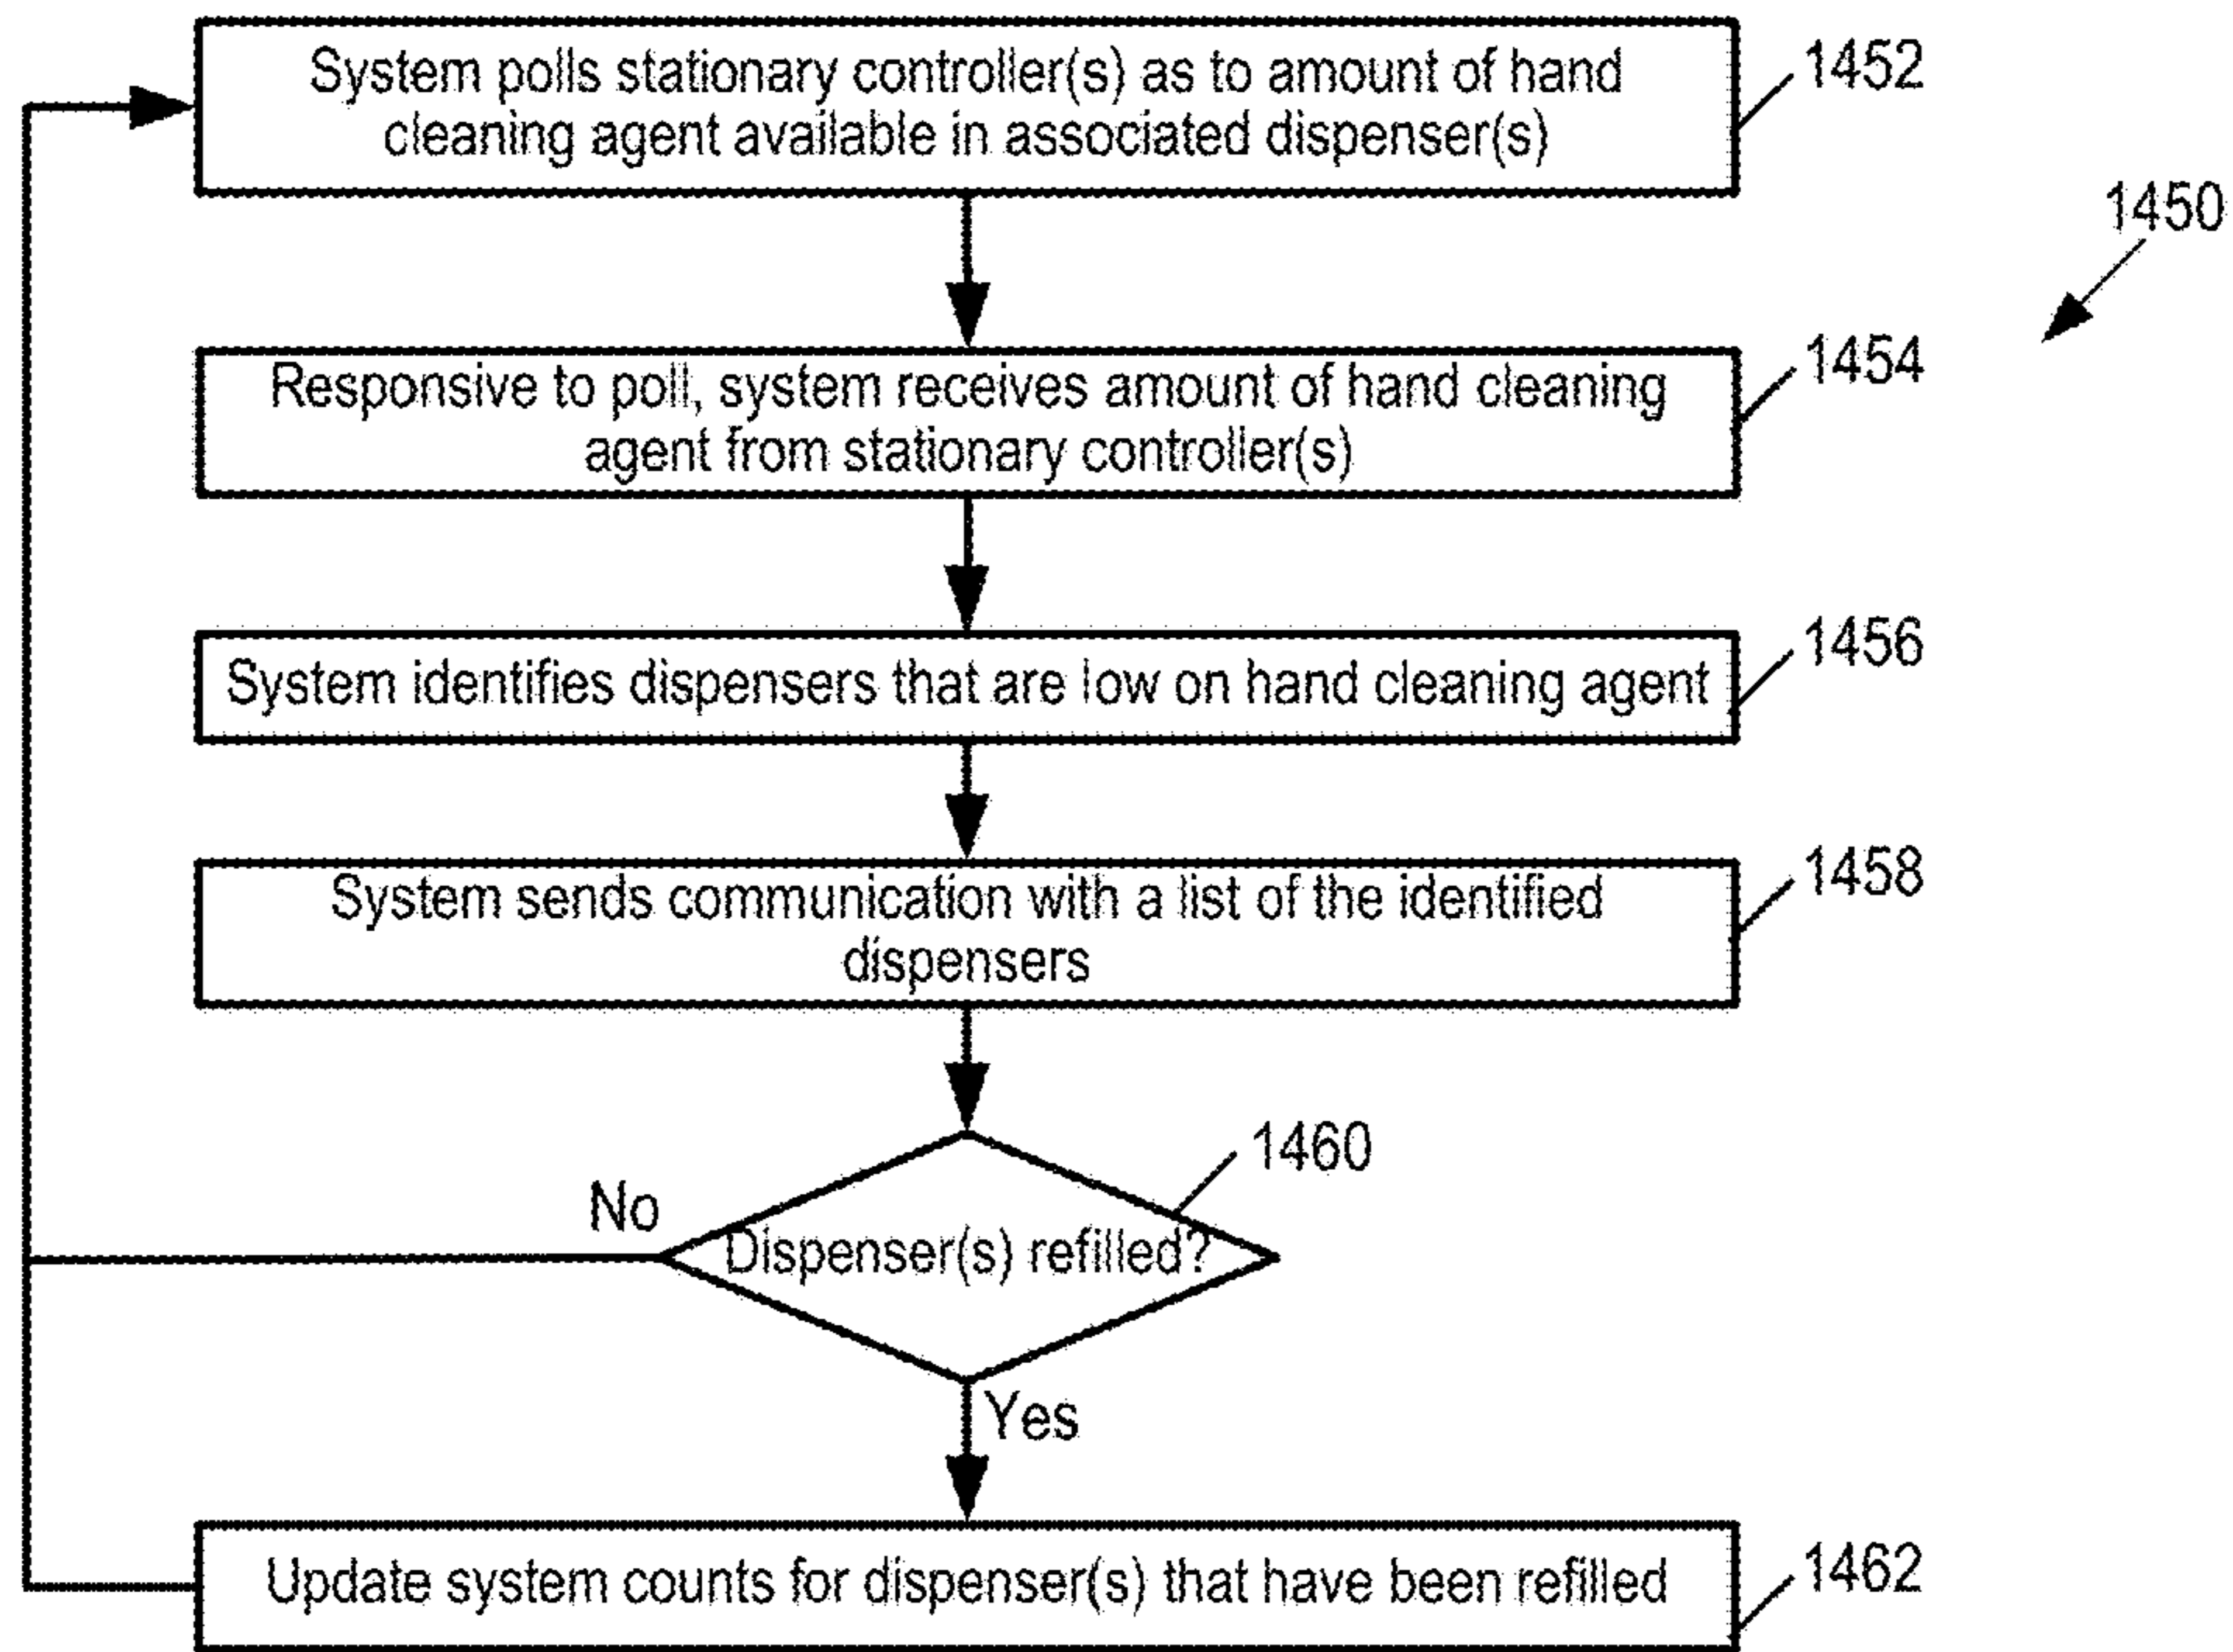 System polls stationary controller(s) as to amount of hand
cleaning agent available in associated dispenser(s)
1452
1450
Responsive to poll, system receives amount of hand cleaning
agent from stationary controller(s)
1454
System identifies dispensers that are low on hand cleaning agent
1456
System sends communication with a list of the identified
dispensers
1458
1460
No
Dispenser(s) refilled?
Yes
Update system counts for dispenser(s) that have been refilled
1462